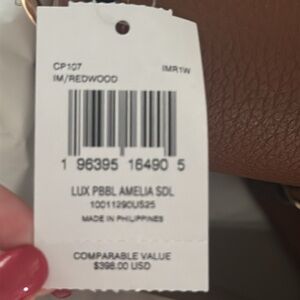 CP107 IMR1W
IM/REDWOOD
1 96395 16490 5
LUX PBBL AMELIA SDL
10011290US25
MADE IN PHILIPPINES
COMPARABLE VALUE
$398.00 USD